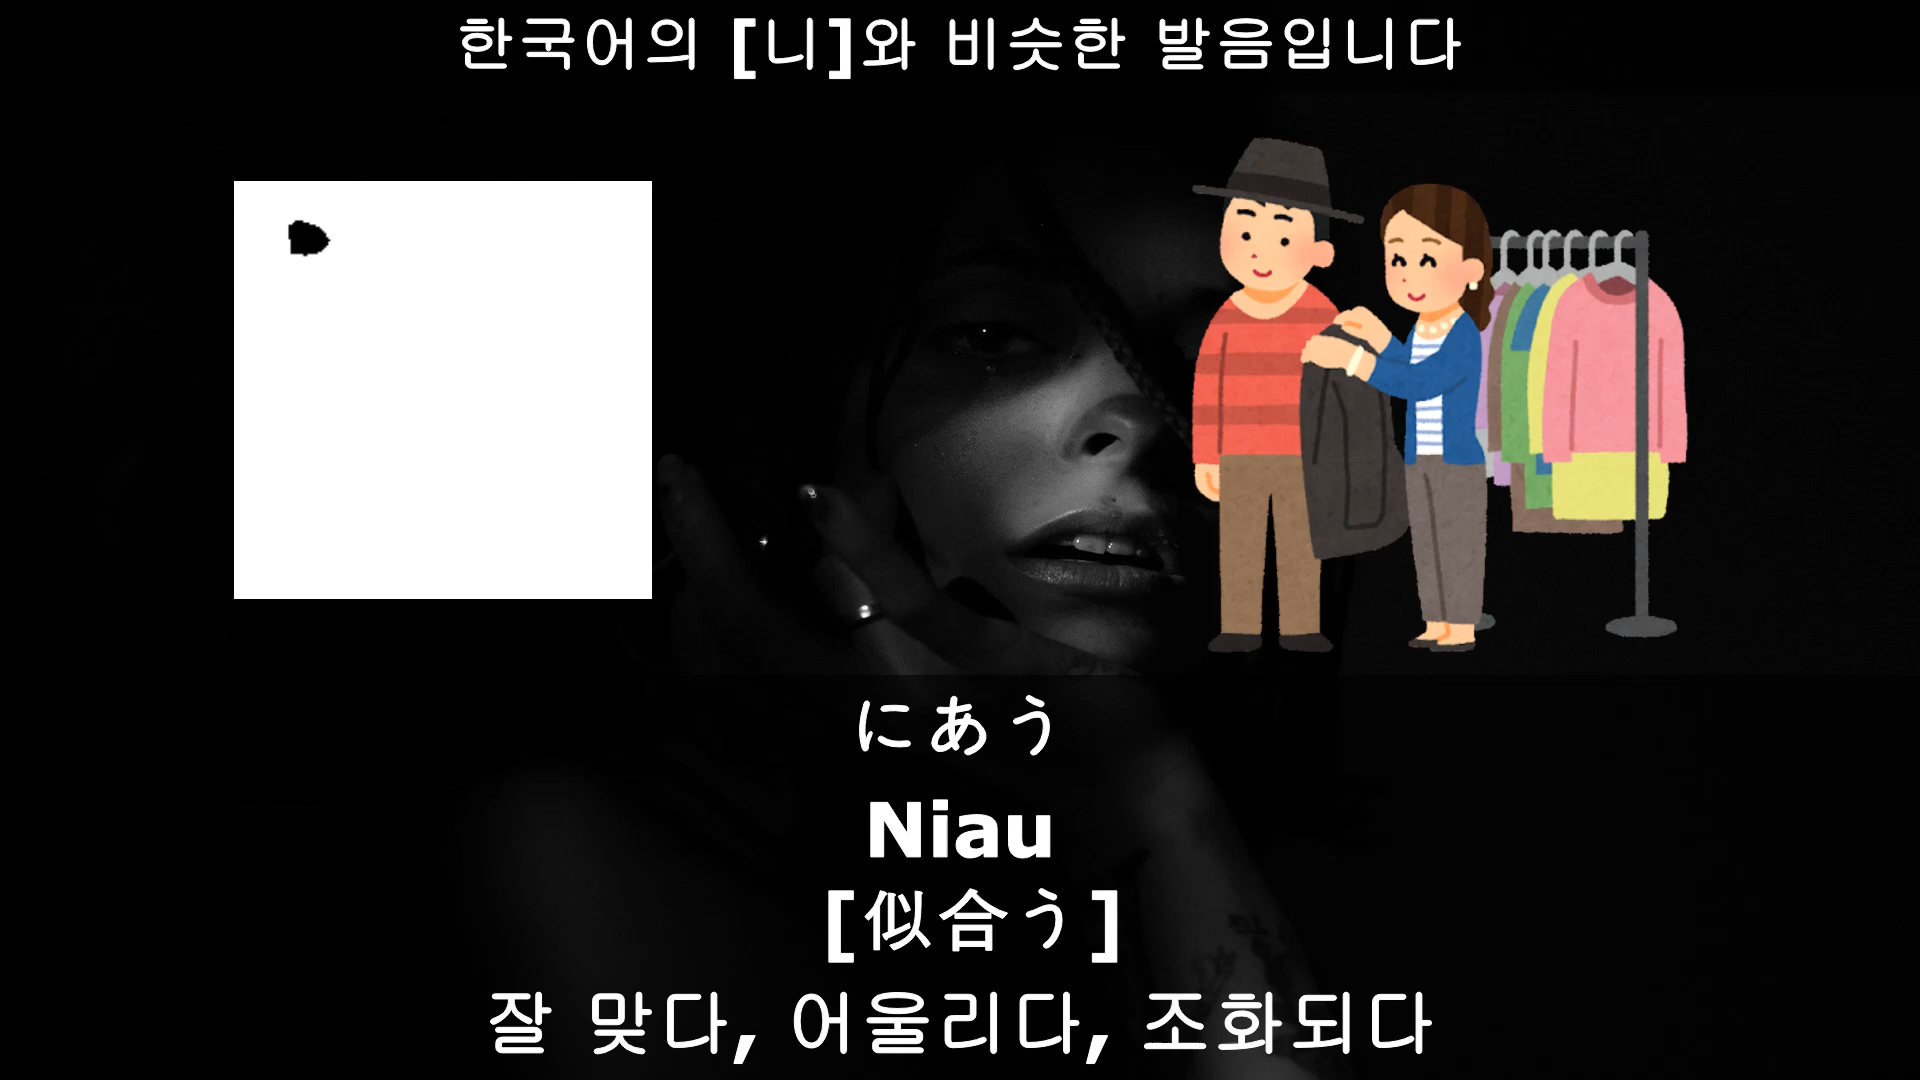 한국어의 [니]와 비슷한 발음입니다
にあう
Niau
[似合う]
잘 맞다, 어울리다, 조화되다